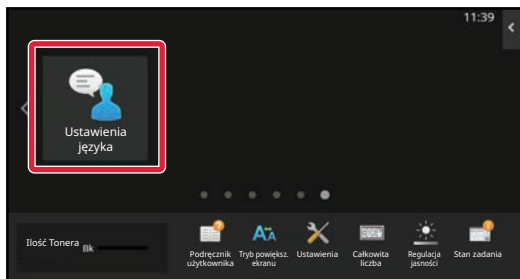 11:39
Ustawienia
języka
Ilość Tonera
Bk
Podręcznik
użytkownika
Tryb powiększ.
ekranu
Ustawienia
Całkowita
liczba
Regulacja
jasności
Stan zadania